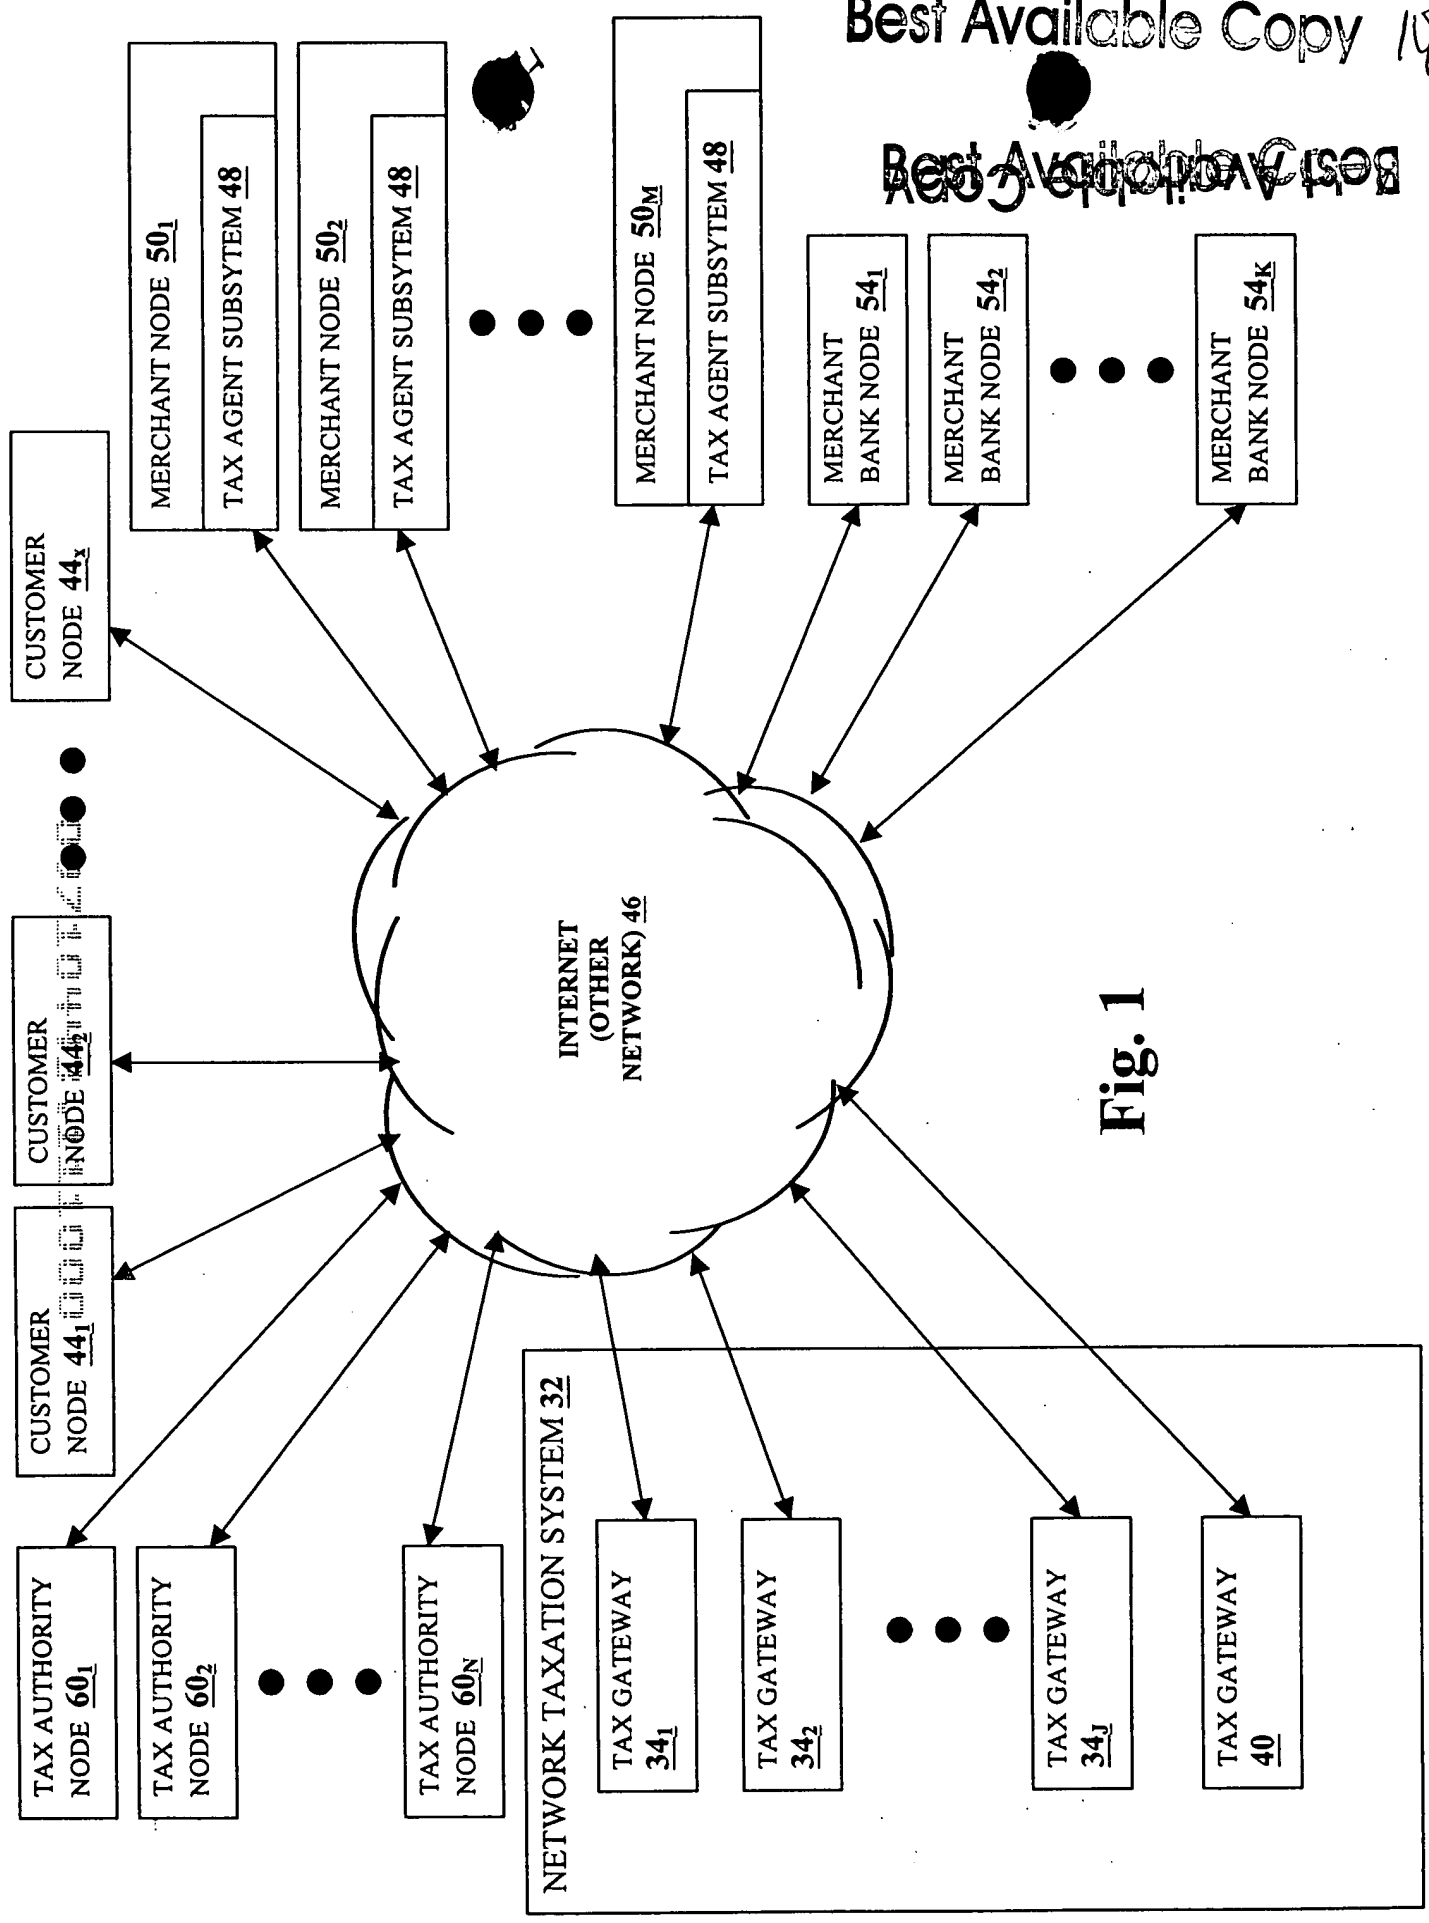 Best Available Copy
Best Available Copy
Best Available Copy
TAX AUTHORITY
NODE 60₁
TAX AUTHORITY
NODE 60₂
TAX AUTHORITY
NODE 60N
CUSTOMER
NODE 44₁
CUSTOMER
NODE 44₂
CUSTOMER
NODE 44ₓ
MERCHANT NODE 50₁
TAX AGENT SUBSYTEM 48
MERCHANT NODE 50₂
TAX AGENT SUBSYTEM 48
MERCHANT NODE 50M
TAX AGENT SUBSYTEM 48
MERCHANT
BANK NODE 54₁
MERCHANT
BANK NODE 54₂
MERCHANT
BANK NODE 54K
INTERNET
(OTHER
NETWORK) 46
NETWORK TAXATION SYSTEM 32
TAX GATEWAY
34₁
TAX GATEWAY
34₂
TAX GATEWAY
34J
TAX GATEWAY
40
Fig. 1